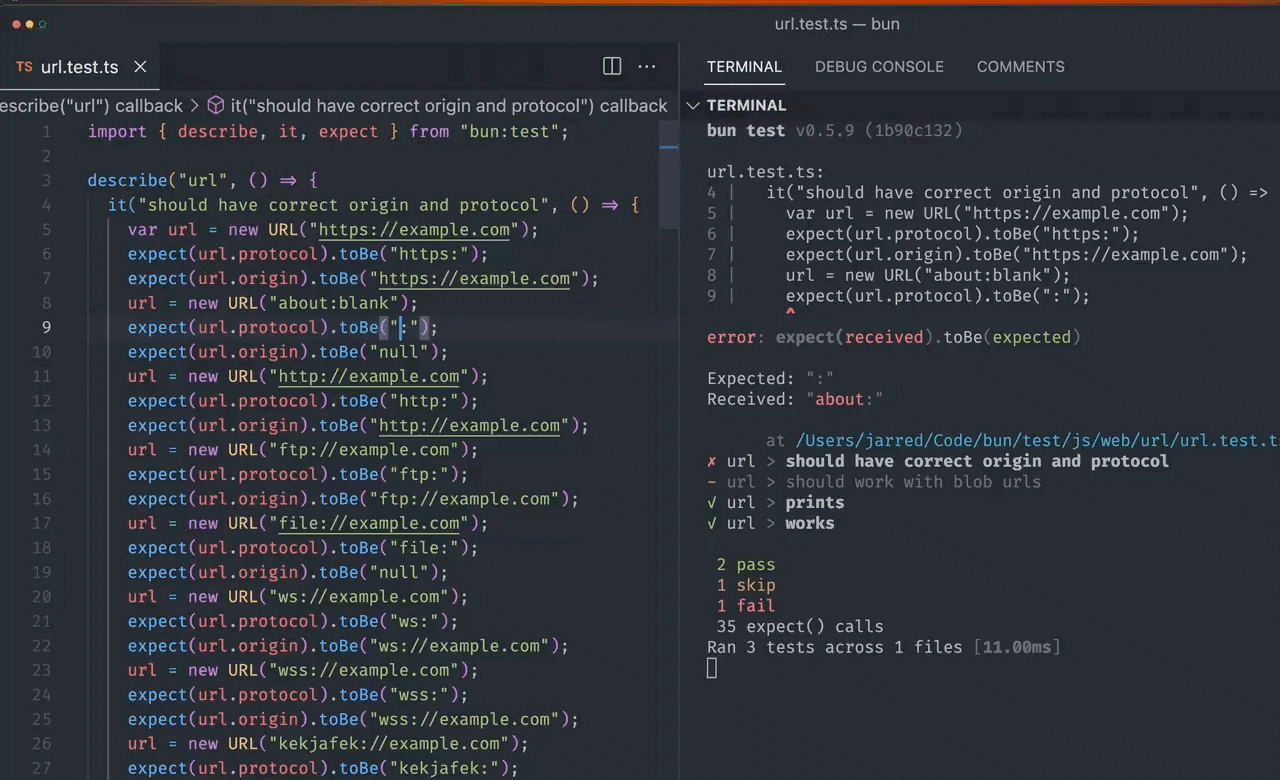 url.test.ts — bun
TS url.test.ts
escribe("url") callback > it("should have correct origin and protocol") callback
1 import { describe, it, expect } from "bun:test";
2
3 describe("url", () => {
4 it("should have correct origin and protocol", () => {
5 var url = new URL("https://example.com");
6 expect(url.protocol).toBe("https:");
7 expect(url.origin).toBe("https://example.com");
8 url = new URL("about:blank");
9 expect(url.protocol).toBe(":");
10 expect(url.origin).toBe("null");
11 url = new URL("http://example.com");
12 expect(url.protocol).toBe("http:");
13 expect(url.origin).toBe("http://example.com");
14 url = new URL("ftp://example.com");
15 expect(url.protocol).toBe("ftp:");
16 expect(url.origin).toBe("ftp://example.com");
17 url = new URL("file://example.com");
18 expect(url.protocol).toBe("file:");
19 expect(url.origin).toBe("null");
20 url = new URL("ws://example.com");
21 expect(url.protocol).toBe("ws:");
22 expect(url.origin).toBe("ws://example.com");
23 url = new URL("wss://example.com");
24 expect(url.protocol).toBe("wss:");
25 expect(url.origin).toBe("wss://example.com");
26 url = new URL("kekjafek://example.com");
27 expect(url.protocol).toBe("kekjafek:");
TERMINAL DEBUG CONSOLE COMMENTS
TERMINAL
bun test v0.5.9 (1b90c132)
url.test.ts:
4 | it("should have correct origin and protocol", () =>
5 | var url = new URL("https://example.com");
6 | expect(url.protocol).toBe("https:");
7 | expect(url.origin).toBe("https://example.com");
8 | url = new URL("about:blank");
9 | expect(url.protocol).toBe(":");
^
error: expect(received).toBe(expected)
Expected: ":"
Received: "about:"
at /Users/jarred/Code/bun/test/js/web/url/url.test.t
✗ url > should have correct origin and protocol
- url > should work with blob urls
√ url > prints
√ url > works
2 pass
1 skip
1 fail
35 expect() calls
Ran 3 tests across 1 files [11.00ms]